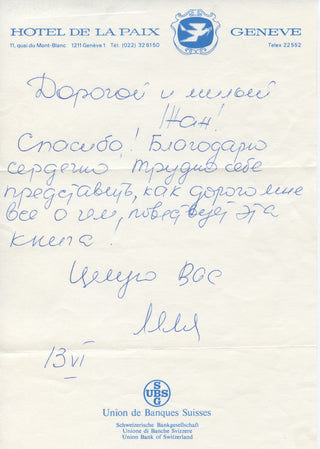 HOTEL DE LA PAIX GENEVE
11, quai du Mont-Blanc 1211 Genève 1 Tél. (022) 32 61 50 Telex 22 552
Дорогой и милый
Жан!
Спасибо! Благодарю
сердечно! Трудно себе
представить, как дорого мне
все о чем, повествует эта
книга.
Целую Вас
13 VI
UBS
SBG
Union de Banques Suisses
Schweizerische Bankgesellschaft
Unione di Banche Svizzere
Union Bank of Switzerland